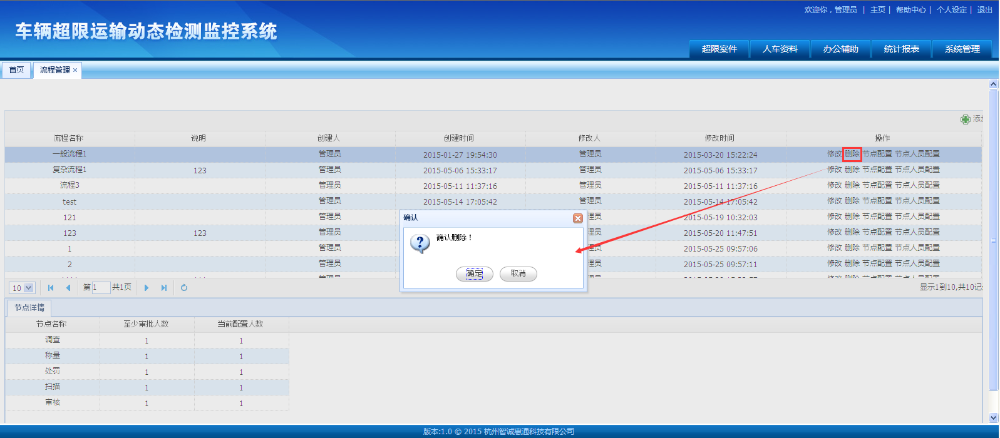 欢迎你，管理员 | 主页 | 帮助中心 | 个人设定 | 退出
车辆超限运输动态检测监控系统
超限案件 人车资料 办公辅助 统计报表 系统管理
首页 流程管理 ×
流程名称 说明 创建人 创建时间 修改人 修改时间 操作
一般流程1 管理员 2015-01-27 19:54:30 管理员 2015-03-20 15:22:24 修改 删除 节点配置 节点人员配置
复杂流程1 123 管理员 2015-05-06 15:33:17 管理员 2015-05-06 15:33:17 修改 删除 节点配置 节点人员配置
流程3 管理员 2015-05-11 11:37:16 管理员 2015-05-11 11:37:16 修改 删除 节点配置 节点人员配置
test 管理员 2015-05-14 17:05:42 管理员 2015-05-14 17:05:42 修改 删除 节点配置 节点人员配置
121 管理员 理员 2015-05-19 10:32:03 修改 删除 节点配置 节点人员配置
123 123 管理员 理员 2015-05-20 11:47:51 修改 删除 节点配置 节点人员配置
1 管理员 理员 2015-05-25 09:57:06 修改 删除 节点配置 节点人员配置
2 管理员 理员 2015-05-25 09:57:11 修改 删除 节点配置 节点人员配置
确认
确认删除！
确定 取消
10 第 1 共1页 显示1到10,共10记
节点详情
节点名称 至少审批人数 当前配置人数
调查 1 1
称量 1 1
处罚 1 1
扫描 1 1
审核 1 1
版本:1.0 © 2015 杭州智诚惠通科技有限公司